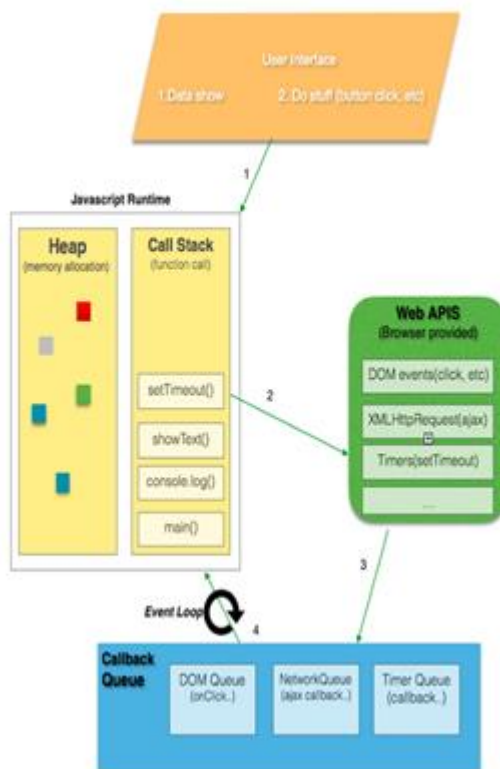 User Interface
1.Data show
2. Do stuff (button click, etc)
1
Javascript Runtime
Heap
(memory allocation)
Call Stack
(function call)
setTimeout()
showText()
console.log()
main()
2
Web APIS
(Browser provided)
DOM events(click, etc)
XMLHttpRequest(ajax)
Timers(setTimeout)
....
3
Event Loop
4
Callback
Queue
DOM Queue
(onClick..)
NetworkQueue
(ajax callback..)
Timer Queue
(callback..)